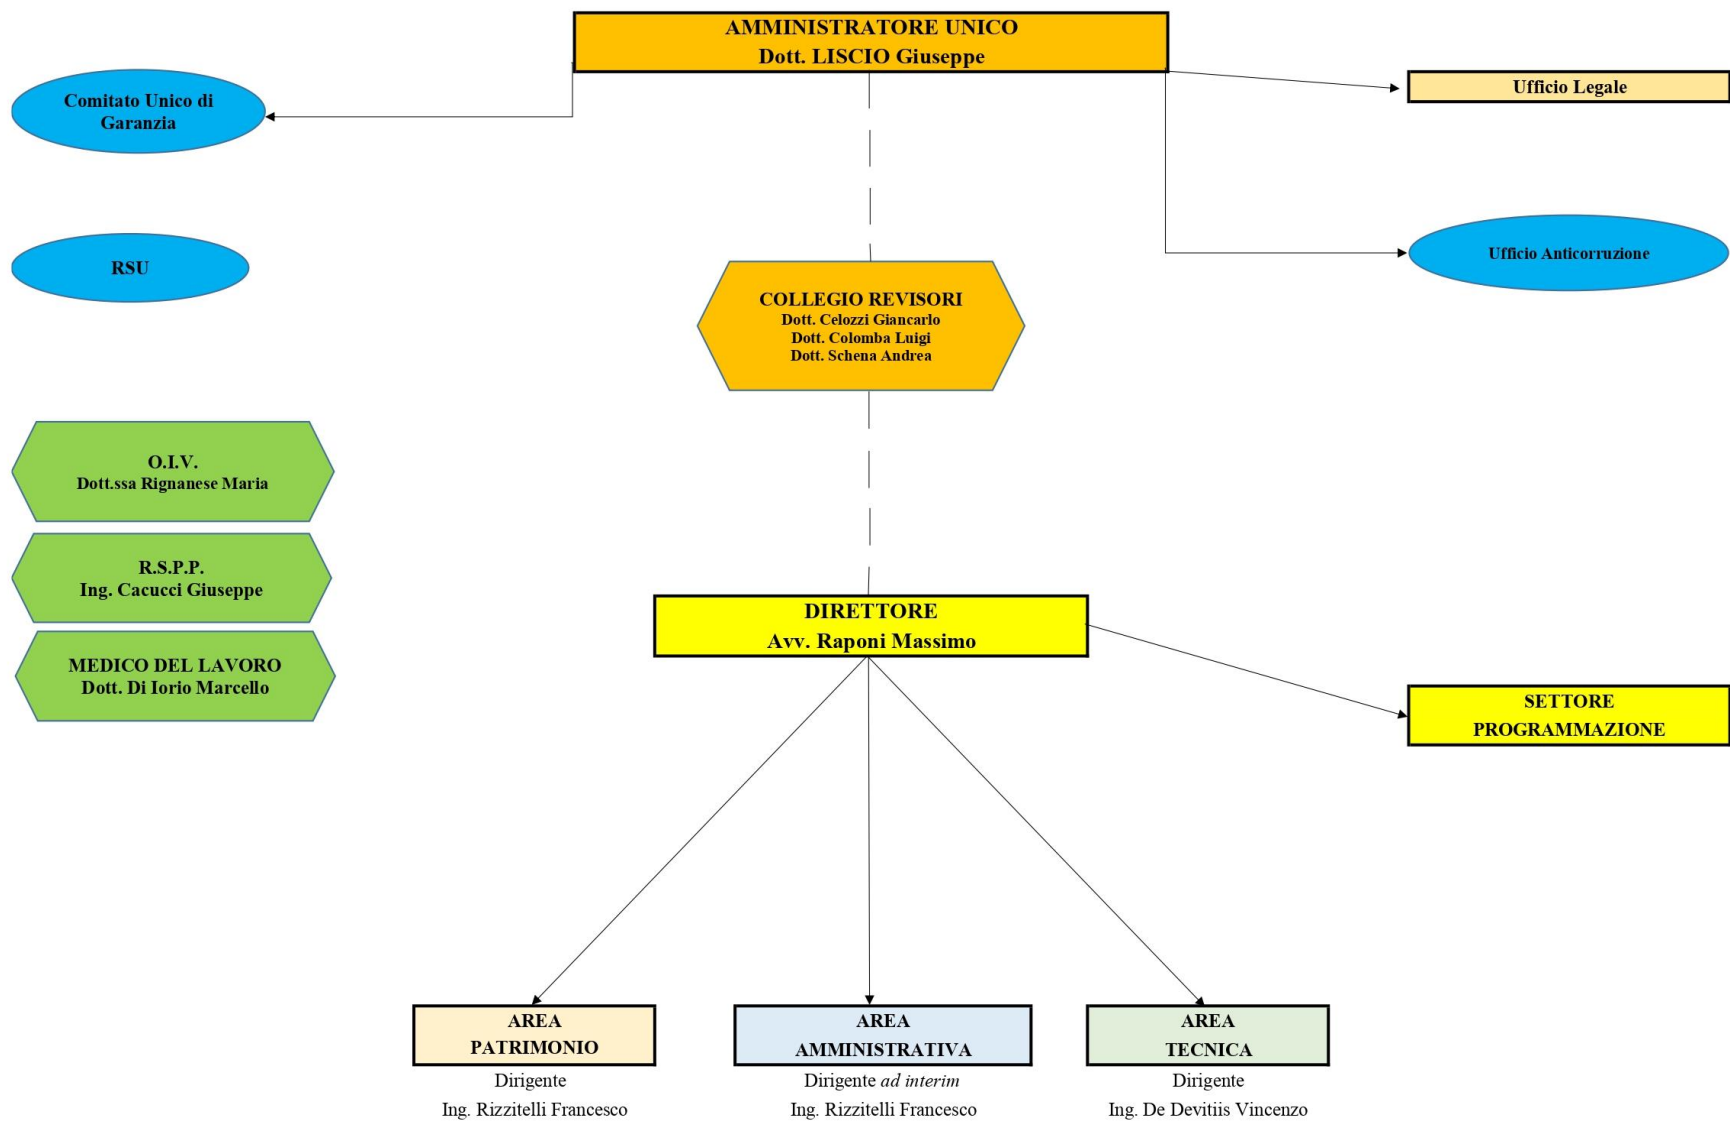 AMMINISTRATORE UNICO
Dott. LISCIO Giuseppe
Comitato Unico di
Garanzia
Ufficio Legale
RSU
Ufficio Anticorruzione
COLLEGIO REVISORI
Dott. Celozzi Giancarlo
Dott. Colomba Luigi
Dott. Schena Andrea
O.I.V.
Dott.ssa Rignanese Maria
R.S.P.P.
Ing. Cacucci Giuseppe
MEDICO DEL LAVORO
Dott. Di Iorio Marcello
DIRETTORE
Avv. Raponi Massimo
SETTORE
PROGRAMMAZIONE
AREA
PATRIMONIO
Dirigente
Ing. Rizzitelli Francesco
AREA
AMMINISTRATIVA
Dirigente ad interim
Ing. Rizzitelli Francesco
AREA
TECNICA
Dirigente
Ing. De Devitiis Vincenzo